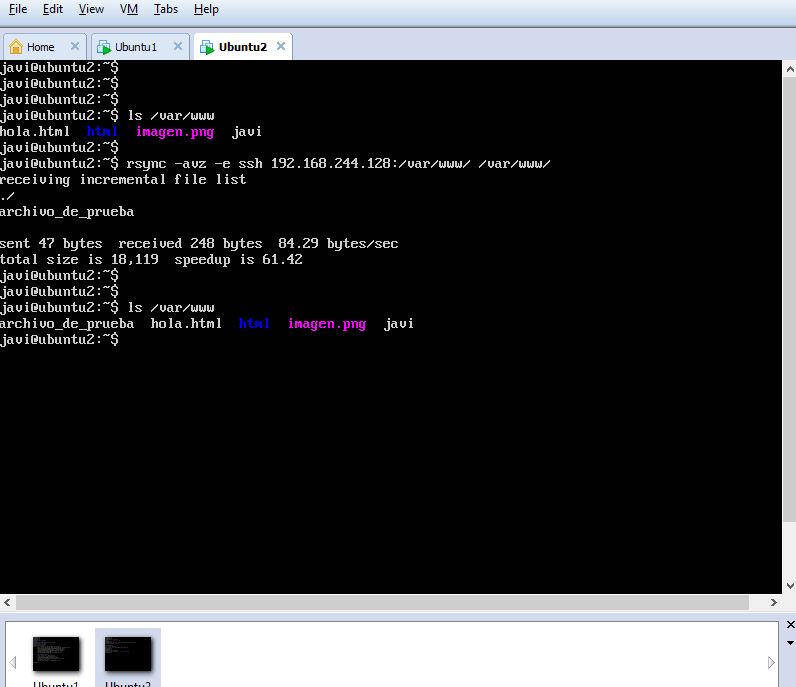 File Edit View VM Tabs Help
Home Ubuntu1 Ubuntu2
javi@ubuntu2:~$
javi@ubuntu2:~$
javi@ubuntu2:~$
javi@ubuntu2:~$ ls /var/www
hola.html html imagen.png javi
javi@ubuntu2:~$
javi@ubuntu2:~$ rsync -avz -e ssh 192.168.244.128:/var/www/ /var/www/
receiving incremental file list
./
archivo_de_prueba
sent 47 bytes received 248 bytes 84.29 bytes/sec
total size is 18,119 speedup is 61.42
javi@ubuntu2:~$
javi@ubuntu2:~$
javi@ubuntu2:~$ ls /var/www
archivo_de_prueba hola.html html imagen.png javi
javi@ubuntu2:~$
Ubuntu1 Ubuntu2